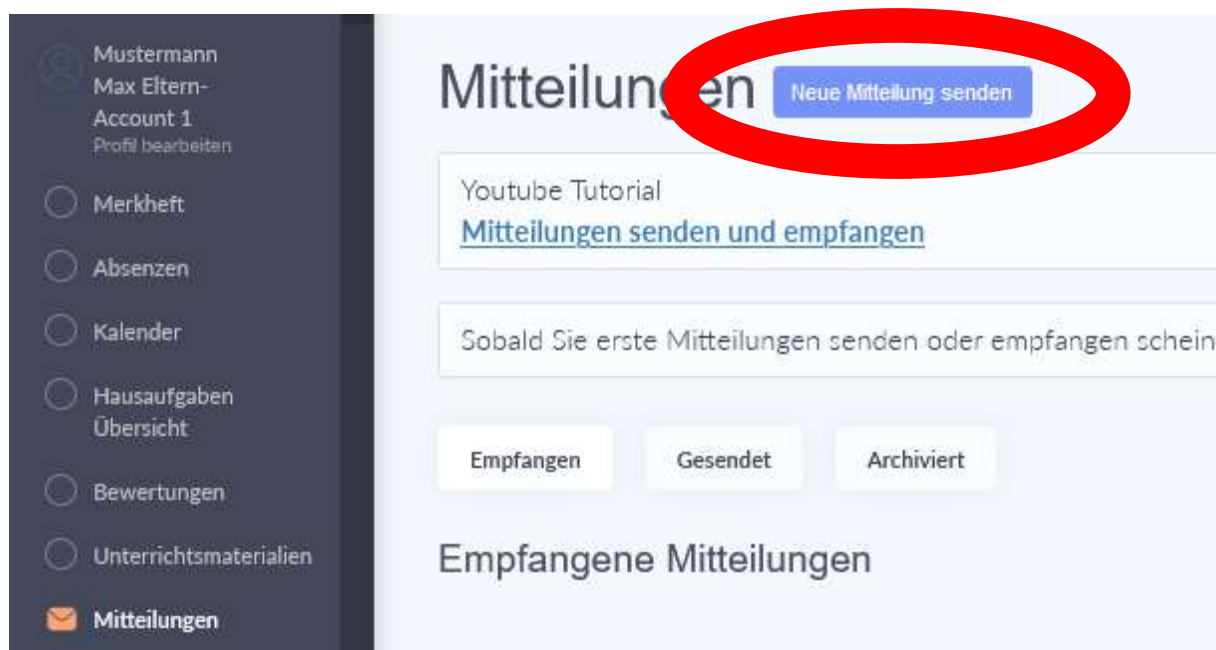 Mustermann
Max Eltern-
Account 1
Profil bearbeiten
Merkheft
Absenzen
Kalender
Hausaufgaben
Übersicht
Bewertungen
Unterrichtsmaterialien
Mitteilungen
Mitteilungen
Neue Mitteilung senden
Youtube Tutorial
Mitteilungen senden und empfangen
Sobald Sie erste Mitteilungen senden oder empfangen schein
Empfangen Gesendet Archiviert
Empfangene Mitteilungen